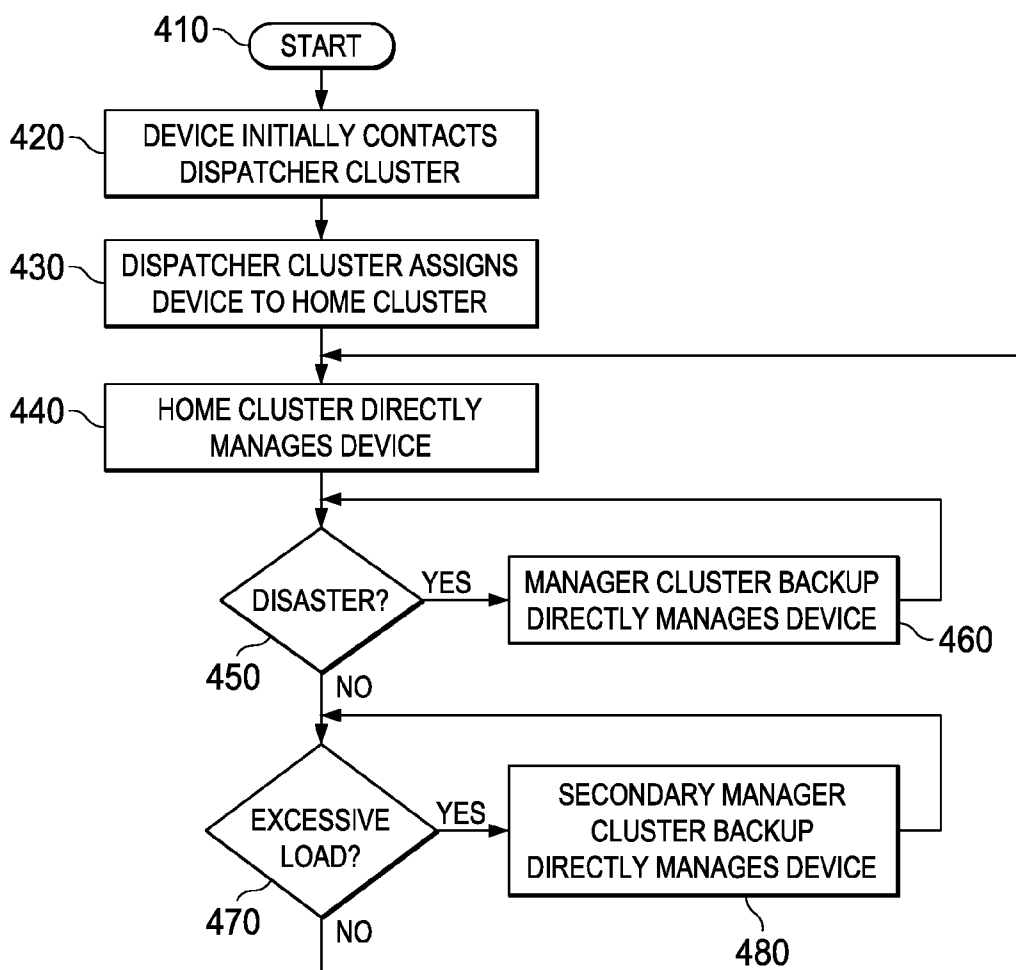 410
START
420
DEVICE INITIALLY CONTACTS
DISPATCHER CLUSTER
430
DISPATCHER CLUSTER ASSIGNS
DEVICE TO HOME CLUSTER
440
HOME CLUSTER DIRECTLY
MANAGES DEVICE
DISASTER?
450
YES
NO
MANAGER CLUSTER BACKUP
DIRECTLY MANAGES DEVICE
460
EXCESSIVE
LOAD?
470
YES
NO
SECONDARY MANAGER
CLUSTER BACKUP
DIRECTLY MANAGES DEVICE
480